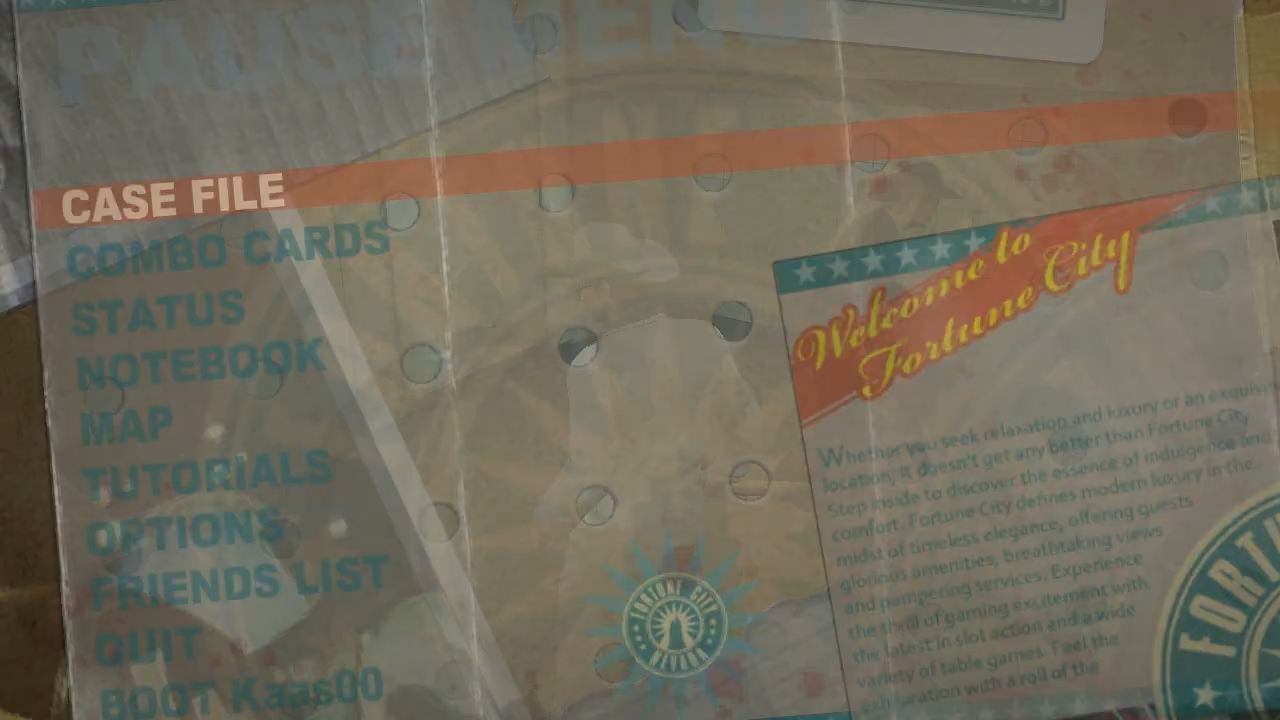 PAUSE MENU
CASE FILE
COMBO CARDS
STATUS
NOTEBOOK
MAP
TUTORIALS
OPTIONS
FRIENDS LIST
QUIT
BOOT Kaas00
Welcome to
Fortune City
Whether you seek relaxation and luxury or an
location, it doesn't get any better than Fortune City
Step inside to discover the essence of indulgence and
comfort. Fortune City defines modern luxury in the
midst of timeless elegance, offering guests
glorious amenities, breathtaking views
and pampering services. Experience
the thrill of gaming excitement with
the latest in slot action and a wide
variety of table games. Feel the
with a roll of the
FORTUNE CITY
NEVADA